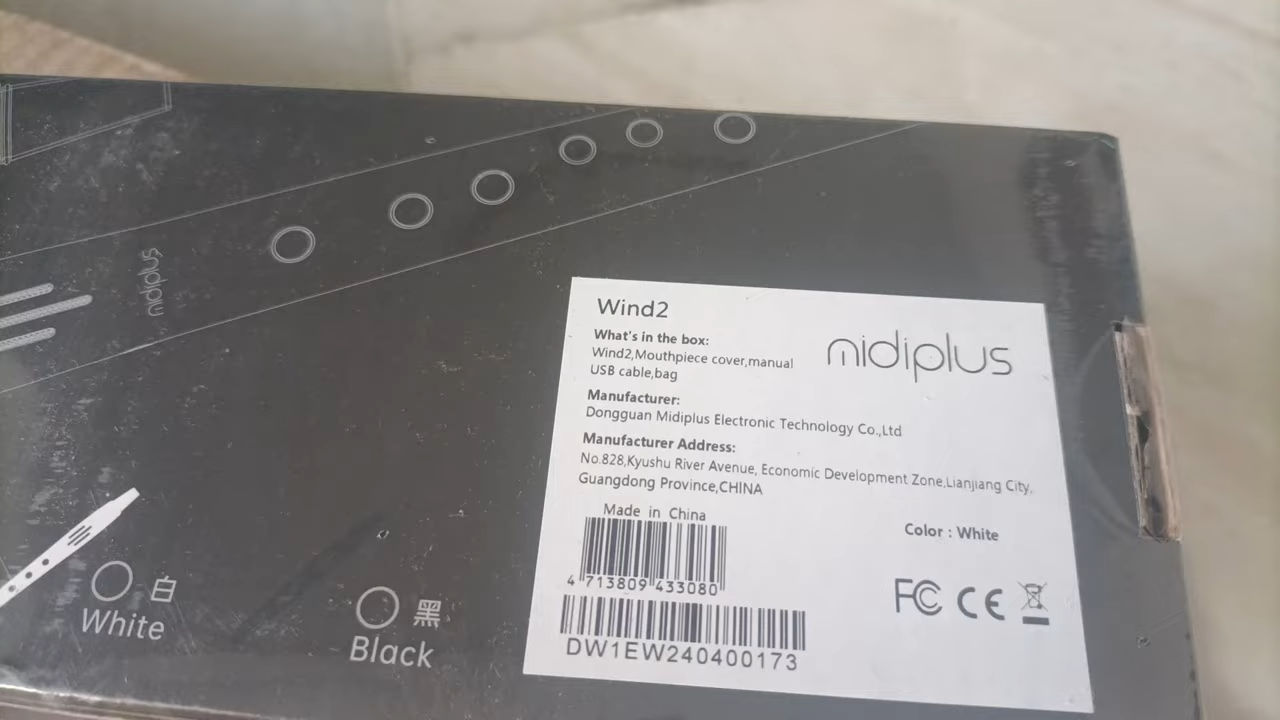 midiplus
Wind2
What's in the box:
Wind2,Mouthpiece cover,manual
USB cable,bag
midiplus
Manufacturer:
Dongguan Midiplus Electronic Technology Co.,Ltd
Manufacturer Address:
No.828,Kyushu River Avenue, Economic Development Zone,Lianjiang City,
Guangdong Province,CHINA
Made in China
Color : White
4 713809 433080
FC CE
DW1EW240400173
白
White
黑
Black